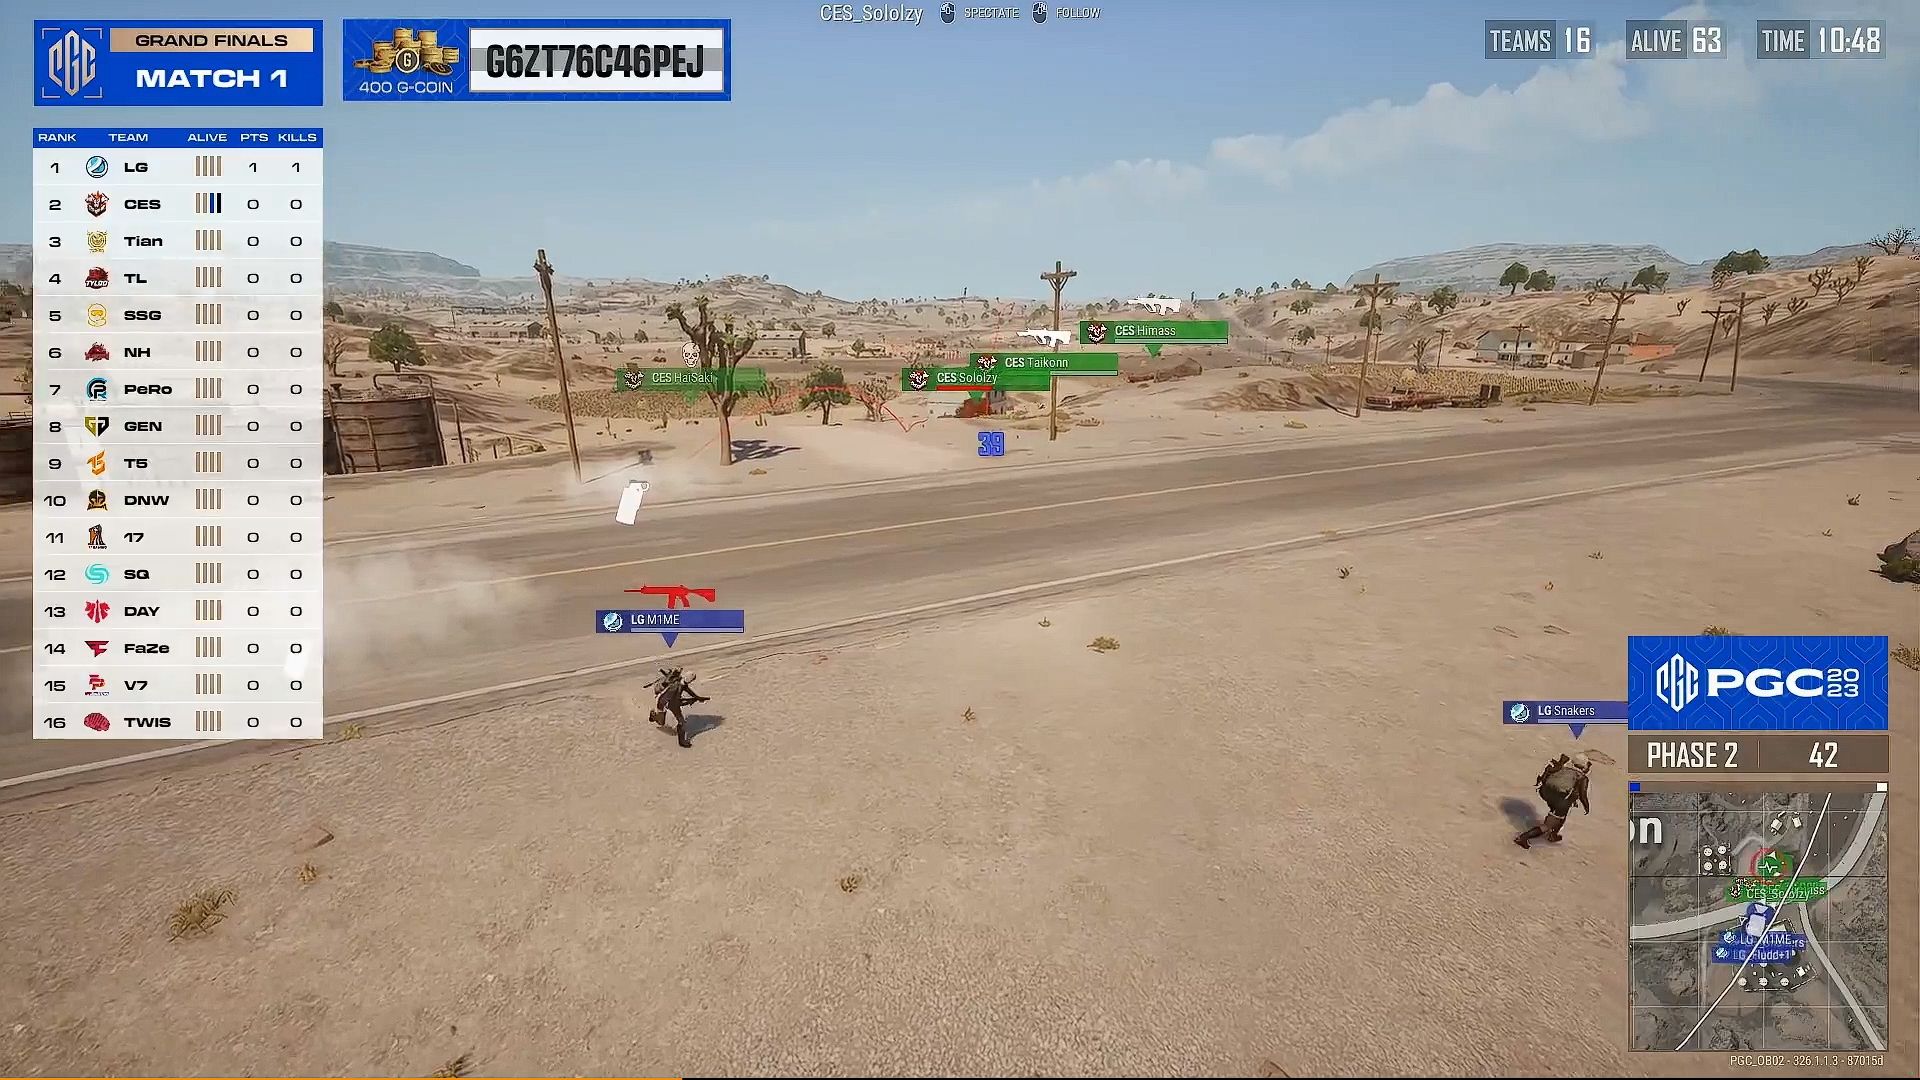 CES_Sololzy SPECTATE FOLLOW
GRAND FINALS
MATCH 1
400 G-COIN
G6ZT76C46PEJ
TEAMS 16 ALIVE 63 TIME 10:48
RANK TEAM ALIVE PTS KILLS
1 LG 1 1
2 CES 0 0
3 Tian 0 0
4 TL 0 0
5 SSG 0 0
6 NH 0 0
7 PeRo 0 0
8 GEN 0 0
9 T5 0 0
10 DNW 0 0
11 17 0 0
12 SQ 0 0
13 DAY 0 0
14 FaZe 0 0
15 V7 0 0
16 TWIS 0 0
CES Himass
CES Taikonn
CES HaiSaki
CES Sololzy
39
LG M1ME
LG Snakers
PGC 2023
PHASE 2 42
on
CES_Sololzy
LG_M1ME
PGC_OB02 - 326.1.1.3 - 87015d